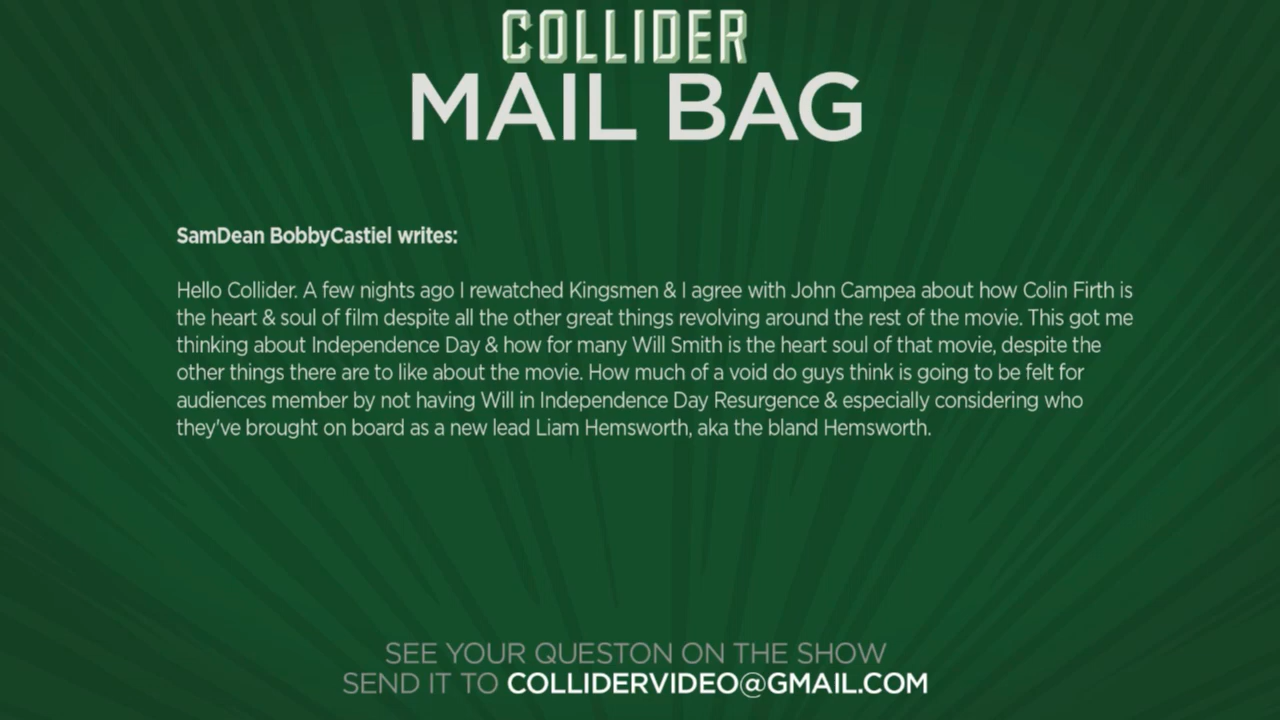 COLLIDER
MAIL BAG
SamDean BobbyCastiel writes:
Hello Collider. A few nights ago I rewatched Kingsmen & I agree with John Campea about how Colin Firth is
the heart & soul of film despite all the other great things revolving around the rest of the movie. This got me
thinking about Independence Day & how for many Will Smith is the heart soul of that movie, despite the
other things there are to like about the movie. How much of a void do guys think is going to be felt for
audiences member by not having Will in Independence Day Resurgence & especially considering who
they've brought on board as a new lead Liam Hemsworth, aka the bland Hemsworth.
SEE YOUR QUESTON ON THE SHOW
SEND IT TO COLLIDERVIDEO@GMAIL.COM